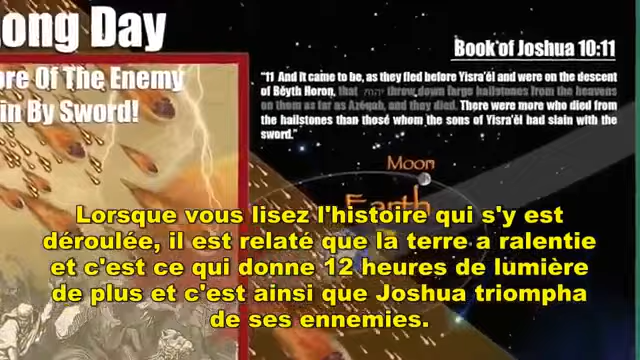 ong Day
Book of Joshua 10:11
ore Of The Enemy
in By Sword!
"11 And it came to be, as they fled before Yisra'ěl and were on the descent
of Bĕyth Ḥoron, that יהוה threw down large hailstones from the heavens
on them as far as Azěqah, and they died. There were more who died from
the hailstones than those whom the sons of Yisra'ěl had slain with the
sword."
Moon
Earth
Lorsque vous lisez l'histoire qui s'y est
déroulée, il est relaté que la terre a ralentie
et c'est ce qui donne 12 heures de lumière
de plus et c'est ainsi que Joshua triompha
de ses ennemies.